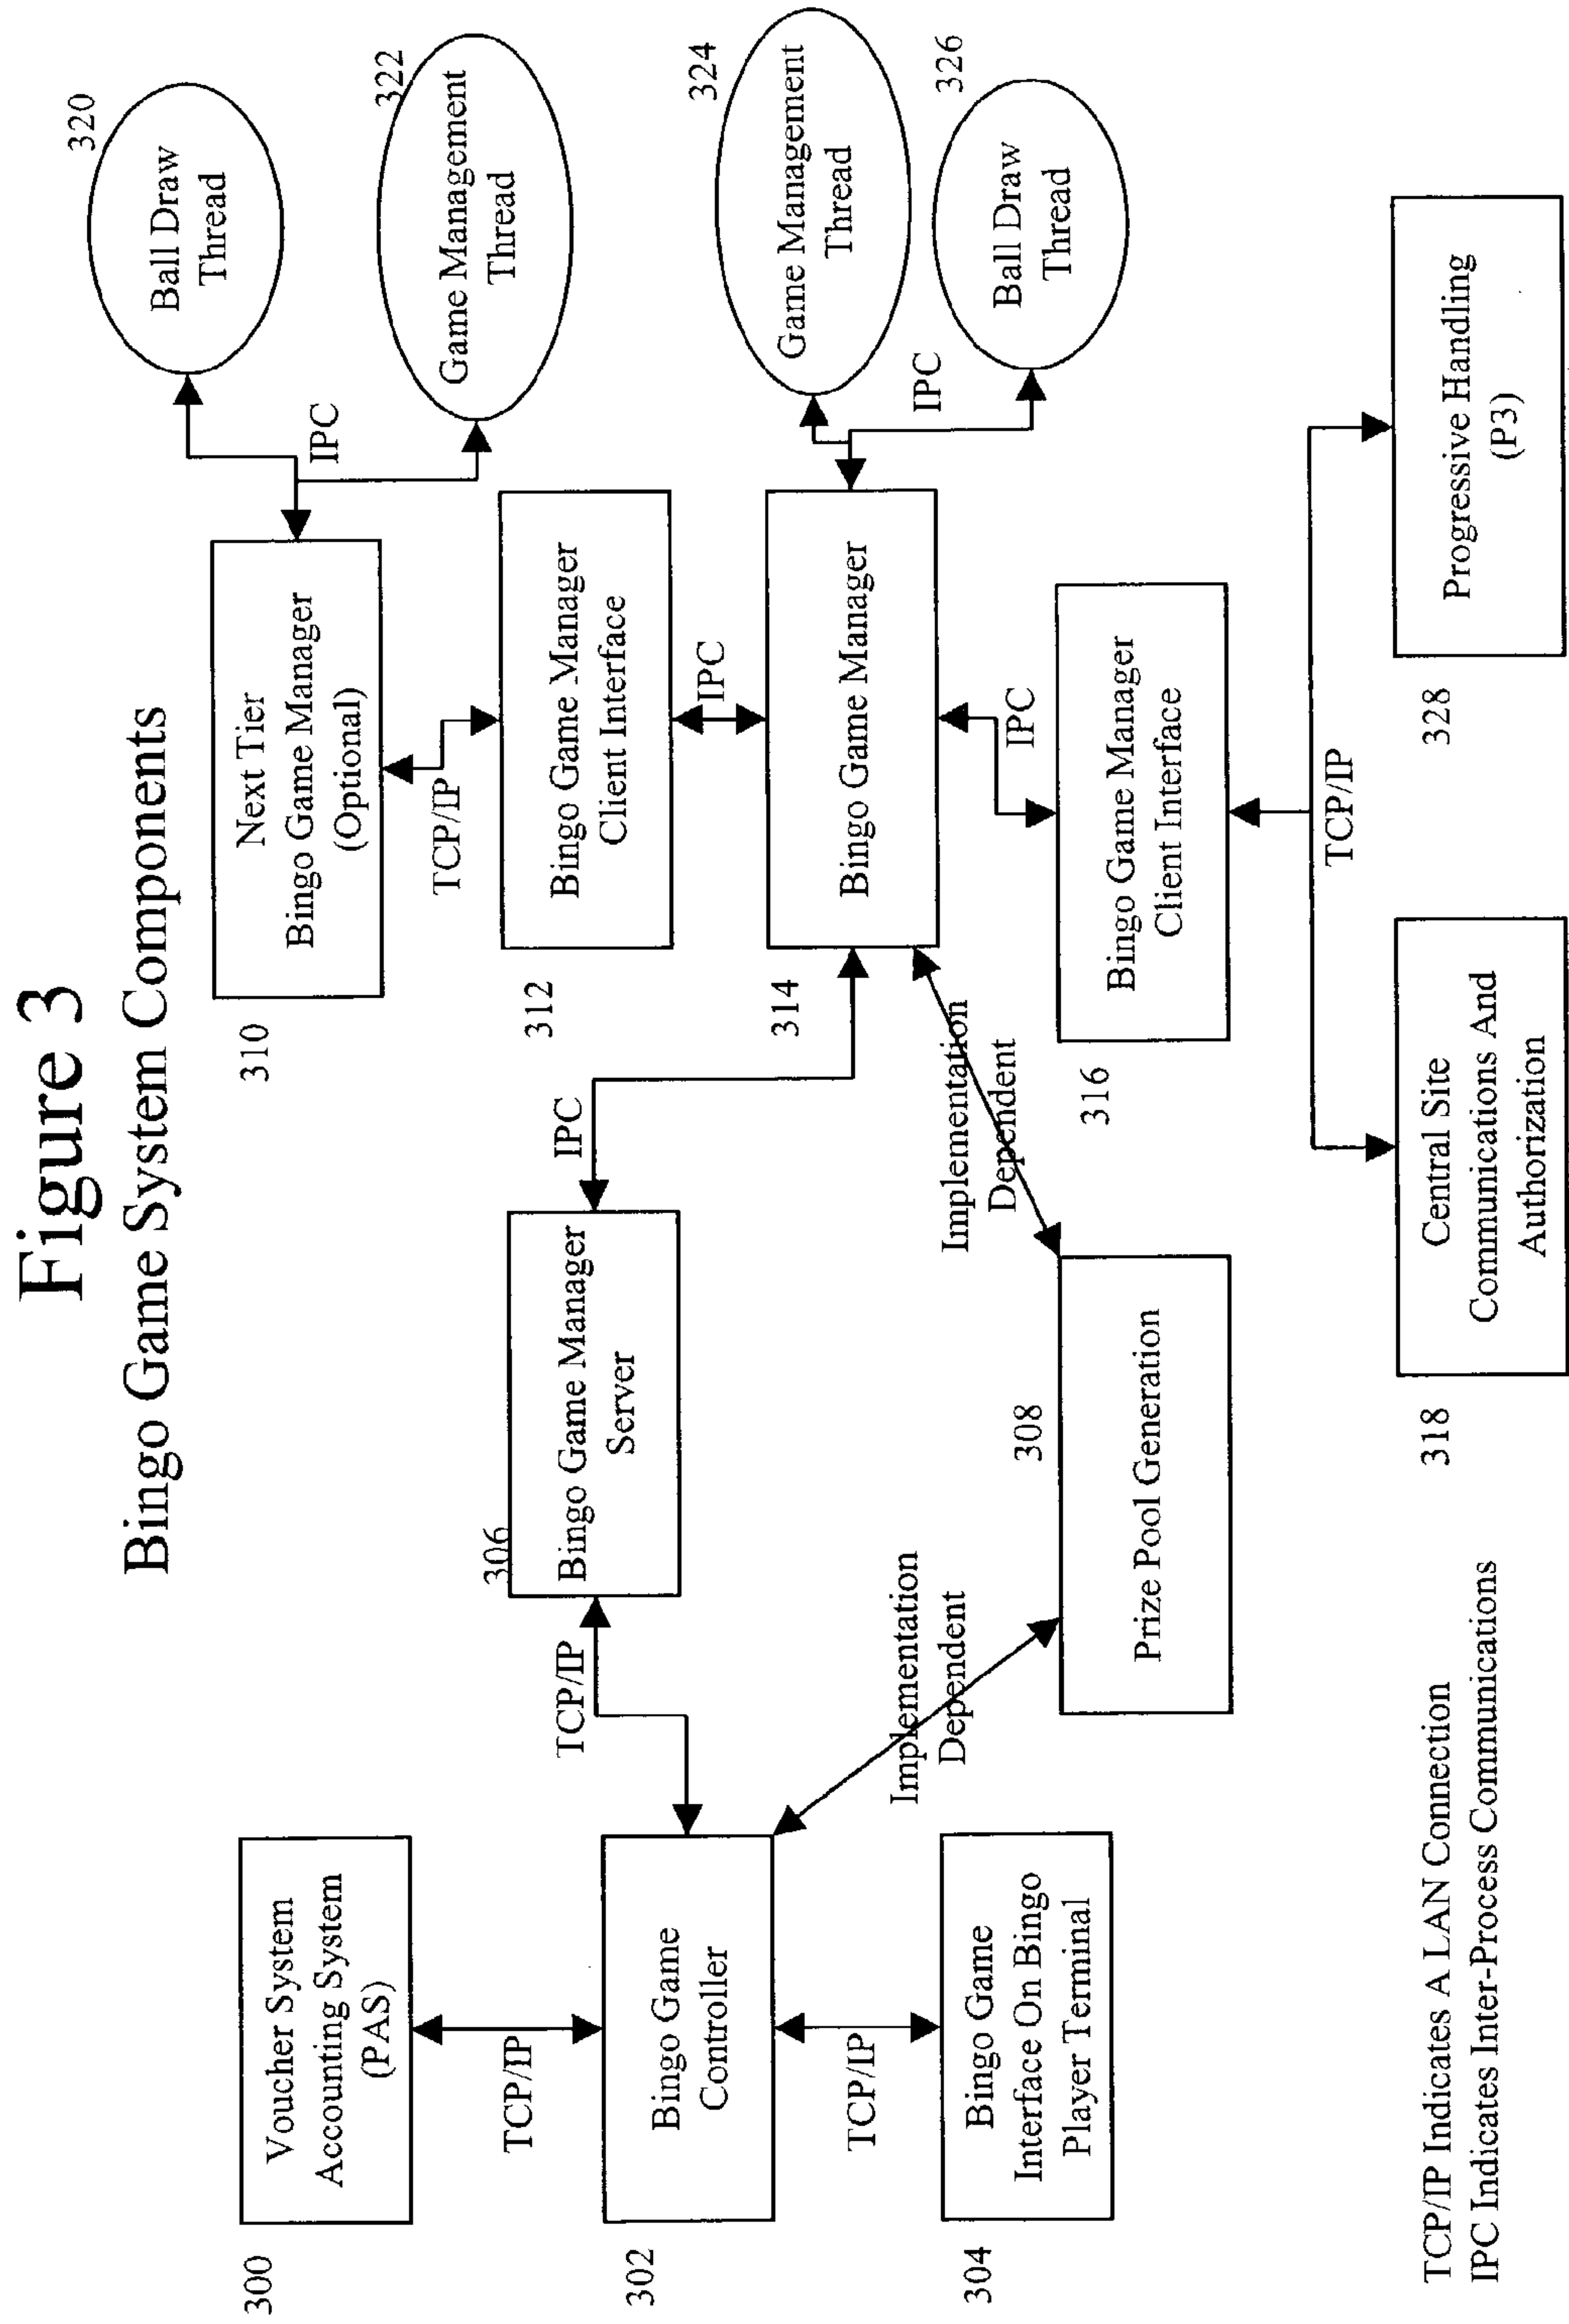 Figure 3
Bingo Game System Components
300
Voucher System
Accounting System
(PAS)
TCP/IP
302
Bingo Game
Controller
TCP/IP
304
Bingo Game
Interface On Bingo
Player Terminal
TCP/IP
306
Bingo Game Manager
Server
IPC
Implementation
Dependent
308
Prize Pool Generation
Implementation
Dependent
310
Next Tier
Bingo Game Manager
(Optional)
TCP/IP
312
Bingo Game Manager
Client Interface
IPC
314
Bingo Game Manager
IPC
316
Bingo Game Manager
Client Interface
TCP/IP
318
Central Site
Communications And
Authorization
320
Ball Draw
Thread
IPC
322
Game Management
Thread
324
Game Management
Thread
IPC
326
Ball Draw
Thread
328
Progressive Handling
(P3)
TCP/IP Indicates A LAN Connection
IPC Indicates Inter-Process Communications